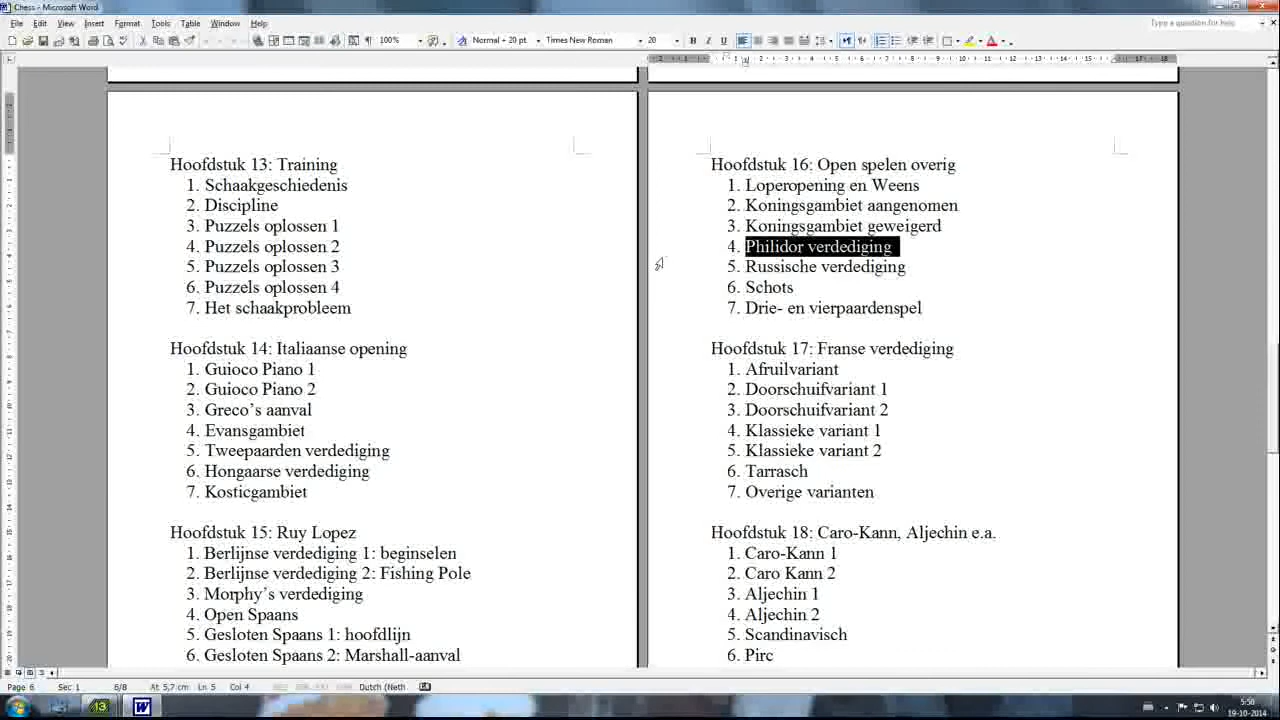 Chess - Microsoft Word
File Edit View Insert Format Tools Table Window Help
Type a question for help
100%
Normal + 20 pt
Times New Roman
20
B I U
Hoofdstuk 13: Training
1. Schaakgeschiedenis
2. Discipline
3. Puzzels oplossen 1
4. Puzzels oplossen 2
5. Puzzels oplossen 3
6. Puzzels oplossen 4
7. Het schaakprobleem
Hoofdstuk 14: Italiaanse opening
1. Guioco Piano 1
2. Guioco Piano 2
3. Greco’s aanval
4. Evansgambiet
5. Tweepaarden verdediging
6. Hongaarse verdediging
7. Kosticgambiet
Hoofdstuk 15: Ruy Lopez
1. Berlijnse verdediging 1: beginselen
2. Berlijnse verdediging 2: Fishing Pole
3. Morphy’s verdediging
4. Open Spaans
5. Gesloten Spaans 1: hoofdlijn
6. Gesloten Spaans 2: Marshall-aanval
Hoofdstuk 16: Open spelen overig
1. Loperopening en Weens
2. Koningsgambiet aangenomen
3. Koningsgambiet geweigerd
4. Philidor verdediging
5. Russische verdediging
6. Schots
7. Drie- en vierpaardenspel
Hoofdstuk 17: Franse verdediging
1. Afruilvariant
2. Doorschuifvariant 1
3. Doorschuifvariant 2
4. Klassieke variant 1
5. Klassieke variant 2
6. Tarrasch
7. Overige varianten
Hoofdstuk 18: Caro-Kann, Aljechin e.a.
1. Caro-Kann 1
2. Caro Kann 2
3. Aljechin 1
4. Aljechin 2
5. Scandinavisch
6. Pirc
Page 6 Sec 1 6/8 At 5,7 cm Ln 5 Col 4 Dutch (Neth
13
5:50
19-10-2014